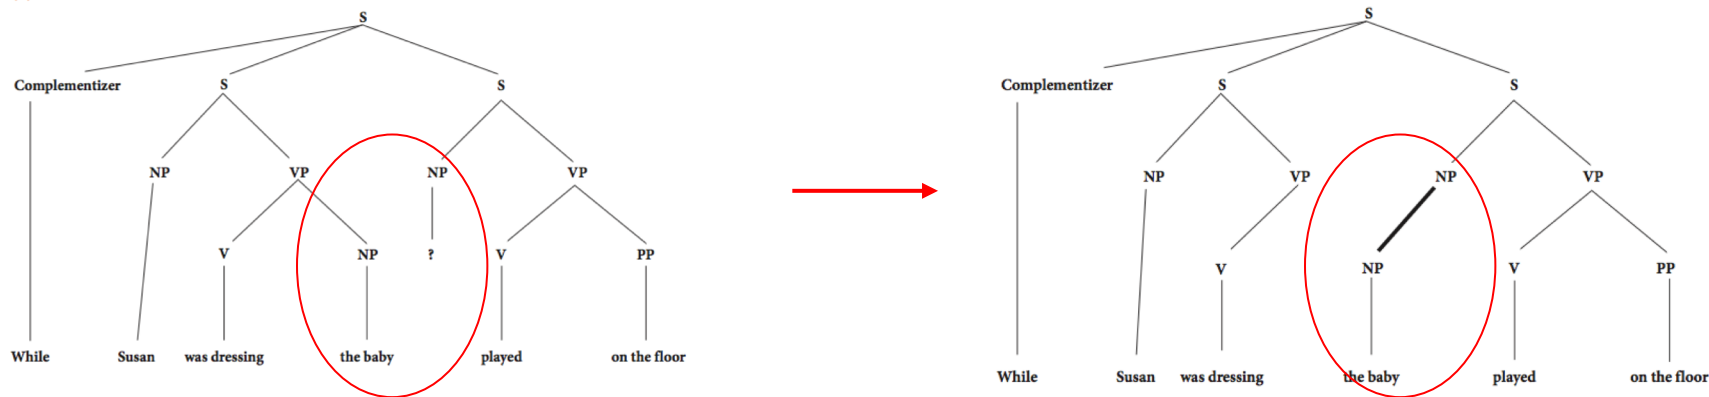 S
Complementizer S S
NP VP NP VP
V NP ? V PP
While Susan was dressing the baby played on the floor
S
Complementizer S S
NP VP NP VP
V NP V PP
While Susan was dressing the baby played on the floor